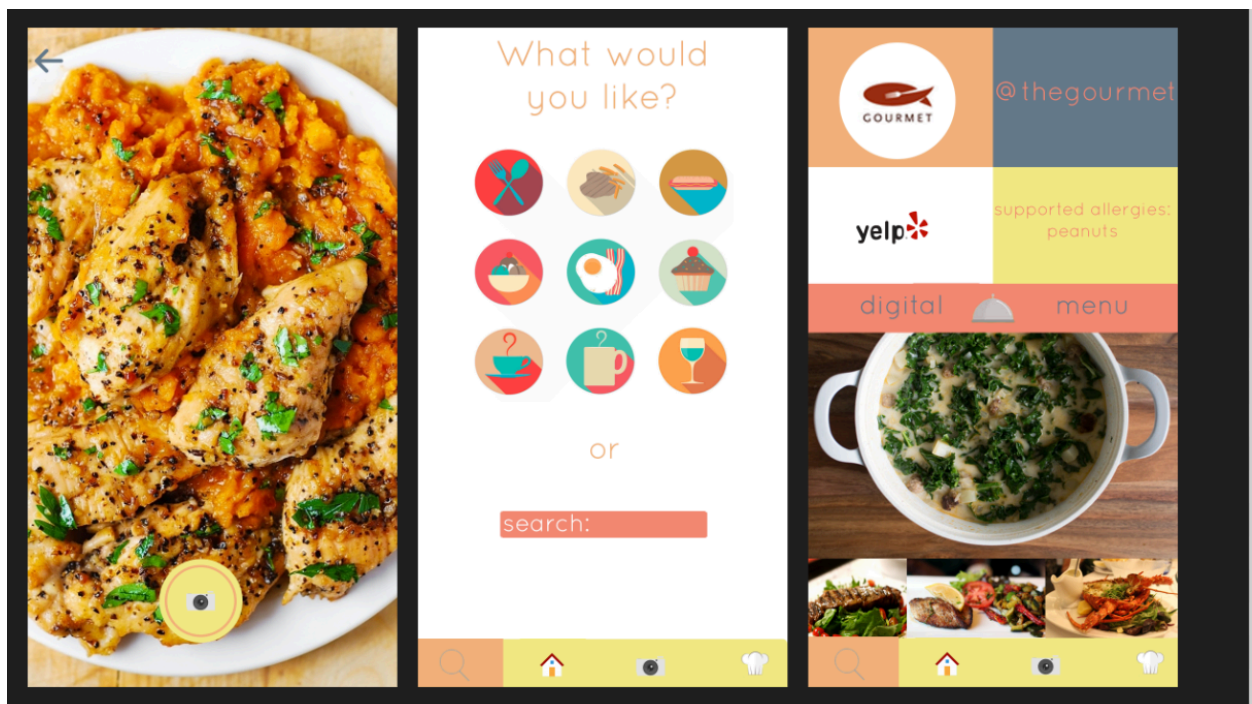 What would
you like?
or
search:
GOURMET
@thegourmet
yelp
supported allergies:
peanuts
digital menu